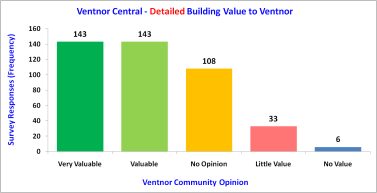 Ventnor Central - Detailed Building Value to Ventnor
Survey Responses (Frequency)
160
140
120
100
80
60
40
20
0
143
143
108
33
6
Very Valuable
Valuable
No Opinion
Little Value
No Value
Ventnor Community Opinion